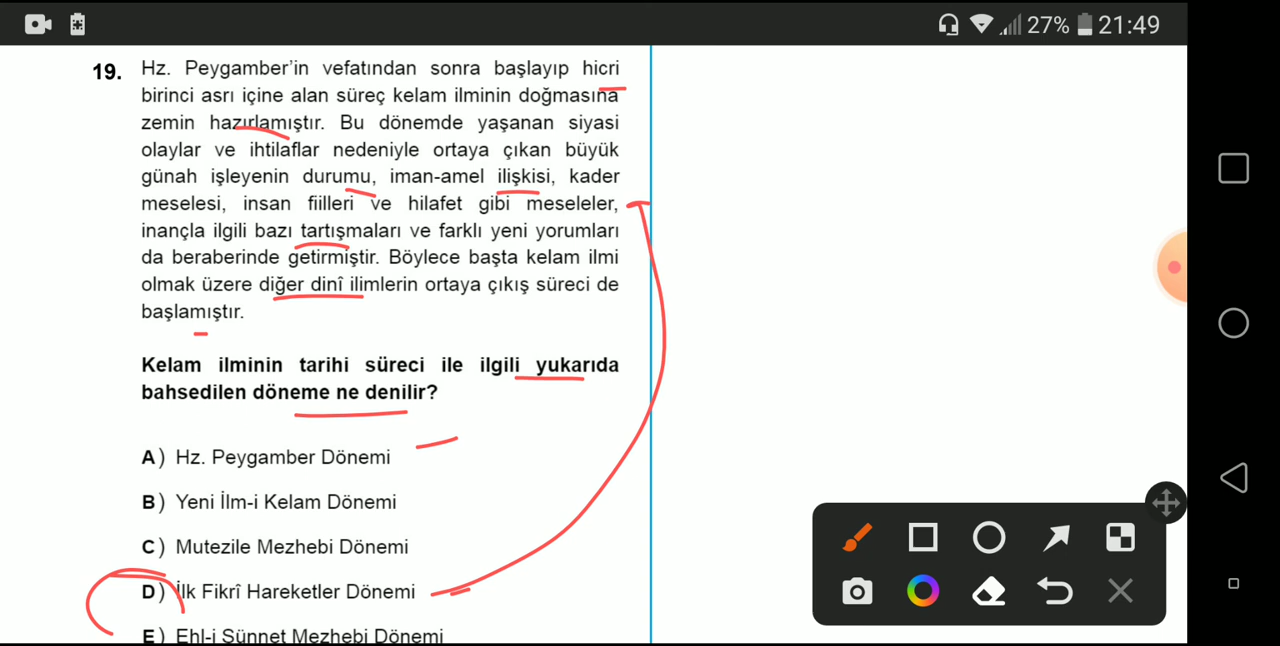 27% 21:49
19. Hz. Peygamber'in vefatından sonra başlayıp hicri
birinci asrı içine alan süreç kelam ilminin doğmasına
zemin hazırlamıştır. Bu dönemde yaşanan siyasi
olaylar ve ihtilaflar nedeniyle ortaya çıkan büyük
günah işleyenin durumu, iman-amel ilişkisi, kader
meselesi, insan fiilleri ve hilafet gibi meseleler,
inançla ilgili bazı tartışmaları ve farklı yeni yorumları
da beraberinde getirmiştir. Böylece başta kelam ilmi
olmak üzere diğer dinî ilimlerin ortaya çıkış süreci de
başlamıştır.
Kelam ilminin tarihi süreci ile ilgili yukarıda
bahsedilen döneme ne denilir?
A) Hz. Peygamber Dönemi
B) Yeni İlm-i Kelam Dönemi
C) Mutezile Mezhebi Dönemi
D) İlk Fikrî Hareketler Dönemi
E) Ehl-i Sünnet Mezhebi Dönemi